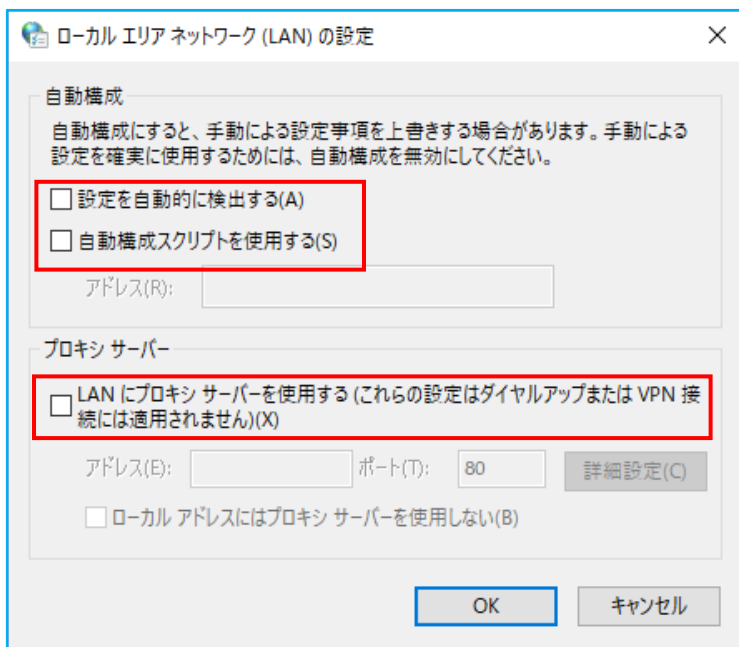 ローカル エリア ネットワーク (LAN) の設定
自動構成
自動構成にすると、手動による設定事項を上書きする場合があります。手動による
設定を確実に使用するためには、自動構成を無効にしてください。
設定を自動的に検出する(A)
自動構成スクリプトを使用する(S)
アドレス(R):
プロキシ サーバー
LAN にプロキシ サーバーを使用する (これらの設定はダイヤルアップまたは VPN 接
続には適用されません)(X)
アドレス(E): ポート(T): 80 詳細設定(C)
ローカル アドレスにはプロキシ サーバーを使用しない(B)
OK キャンセル